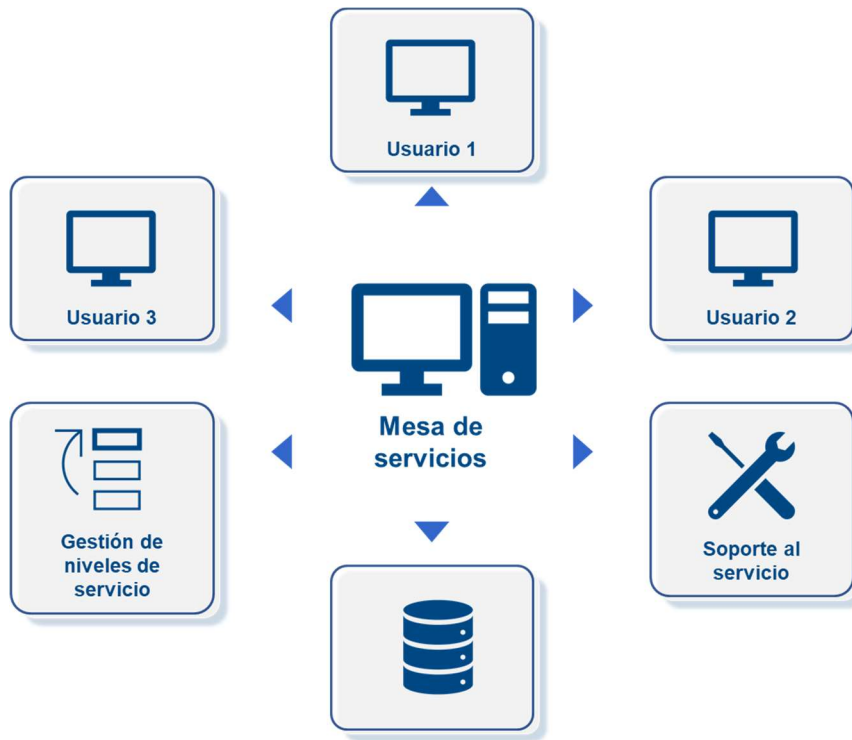 Usuario 1
Usuario 3
Usuario 2
Mesa de
servicios
Gestión de
niveles de
servicio
Soporte al
servicio